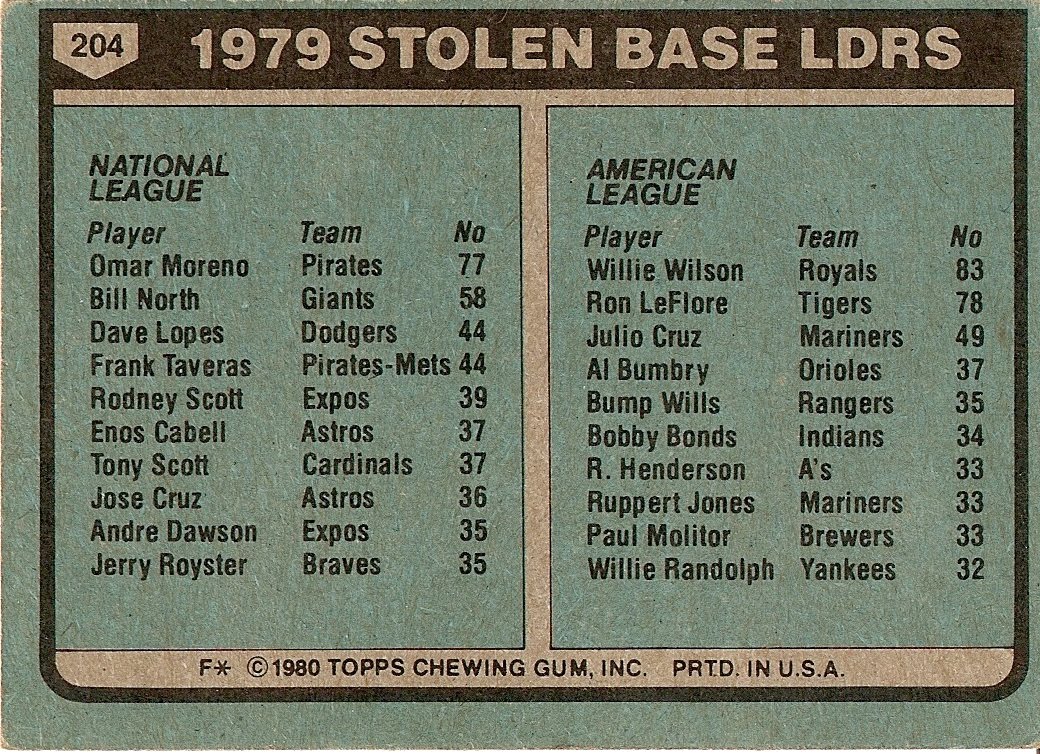 204 1979 STOLEN BASE LDRS
NATIONAL
LEAGUE
Player Team No
Omar Moreno Pirates 77
Bill North Giants 58
Dave Lopes Dodgers 44
Frank Taveras Pirates-Mets 44
Rodney Scott Expos 39
Enos Cabell Astros 37
Tony Scott Cardinals 37
Jose Cruz Astros 36
Andre Dawson Expos 35
Jerry Royster Braves 35
AMERICAN
LEAGUE
Player Team No
Willie Wilson Royals 83
Ron LeFlore Tigers 78
Julio Cruz Mariners 49
Al Bumbry Orioles 37
Bump Wills Rangers 35
Bobby Bonds Indians 34
R. Henderson A's 33
Ruppert Jones Mariners 33
Paul Molitor Brewers 33
Willie Randolph Yankees 32
F* ©1980 TOPPS CHEWING GUM, INC. PRTD. IN U.S.A.